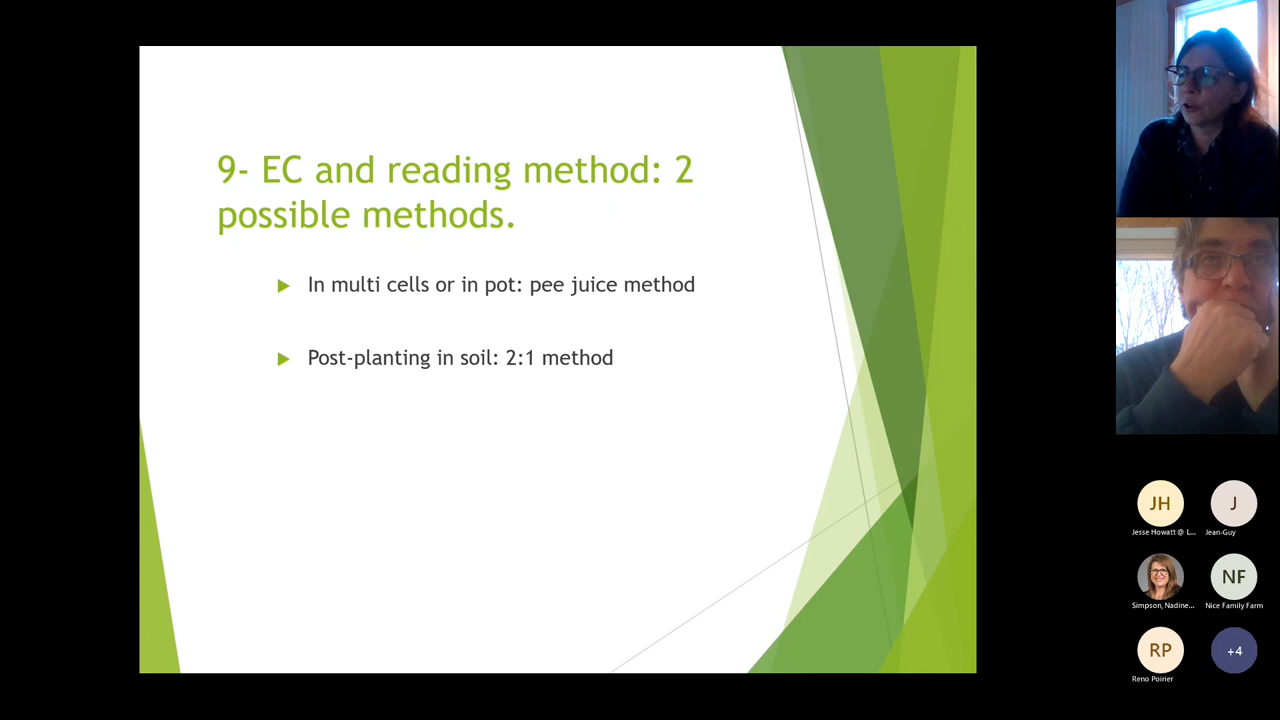 9- EC and reading method: 2
possible methods.
In multi cells or in pot: pee juice method
Post-planting in soil: 2:1 method
JH
J
Jesse Howatt @ L...
Jean-Guy
NF
Simpson, Nadine...
Nice Family Farm
RP
+4
Reno Poirier